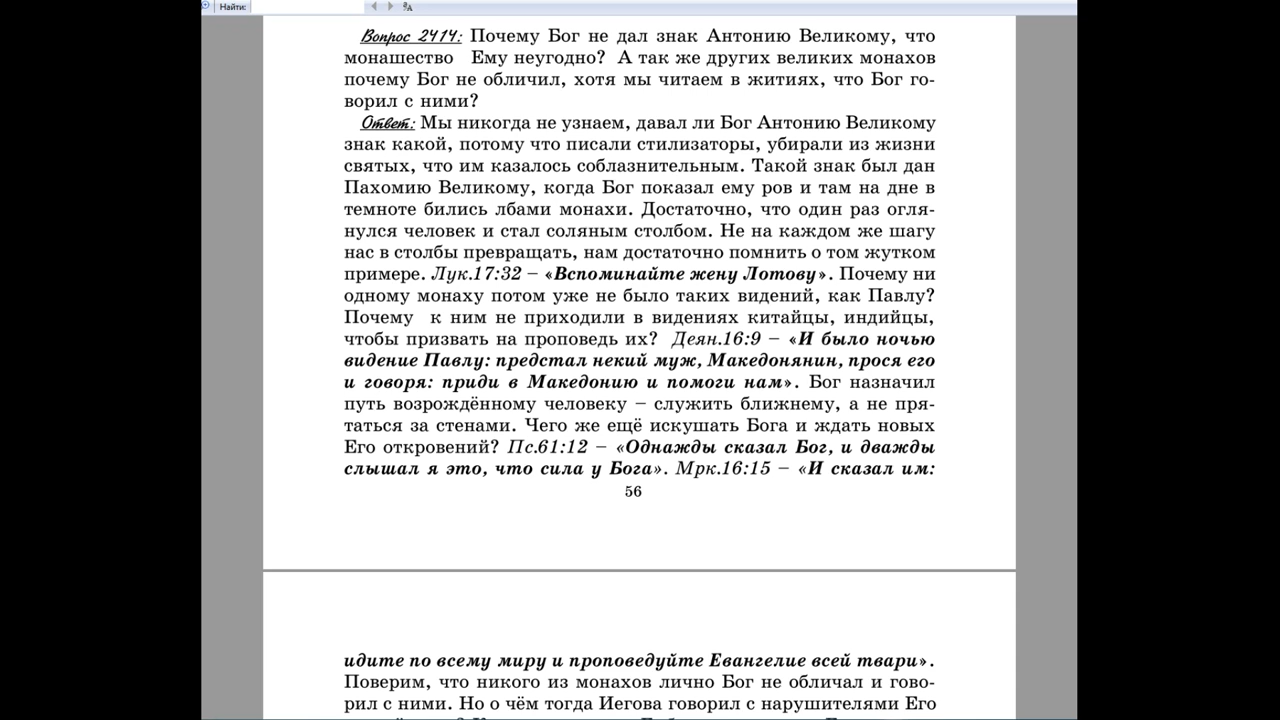 Найти:
Вопрос 2414: Почему Бог не дал знак Антонию Великому, что
монашество Ему неугодно? А так же других великих монахов
почему Бог не обличил, хотя мы читаем в житиях, что Бог го-
ворил с ними?
Ответ: Мы никогда не узнаем, давал ли Бог Антонию Великому
знак какой, потому что писали стилизаторы, убирали из жизни
святых, что им казалось соблазнительным. Такой знак был дан
Пахомию Великому, когда Бог показал ему ров и там на дне в
темноте бились лбами монахи. Достаточно, что один раз огля-
нулся человек и стал соляным столбом. Не на каждом же шагу
нас в столбы превращать, нам достаточно помнить о том жутком
примере. Лук.17:32 – «Вспоминайте жену Лотову». Почему ни
одному монаху потом уже не было таких видений, как Павлу?
Почему к ним не приходили в видениях китайцы, индийцы,
чтобы призвать на проповедь их? Деян.16:9 – «И было ночью
видение Павлу: предстал некий муж, Македонянин, прося его
и говоря: приди в Македонию и помоги нам». Бог назначил
путь возрождённому человеку – служить ближнему, а не пря-
таться за стенами. Чего же ещё искушать Бога и ждать новых
Его откровений? Пс.61:12 – «Однажды сказал Бог, и дважды
слышал я это, что сила у Бога». Мрк.16:15 – «И сказал им:
56
идите по всему миру и проповедуйте Евангелие всей твари».
Поверим, что никого из монахов лично Бог не обличал и гово-
рил с ними. Но о чём тогда Иегова говорил с нарушителями Его